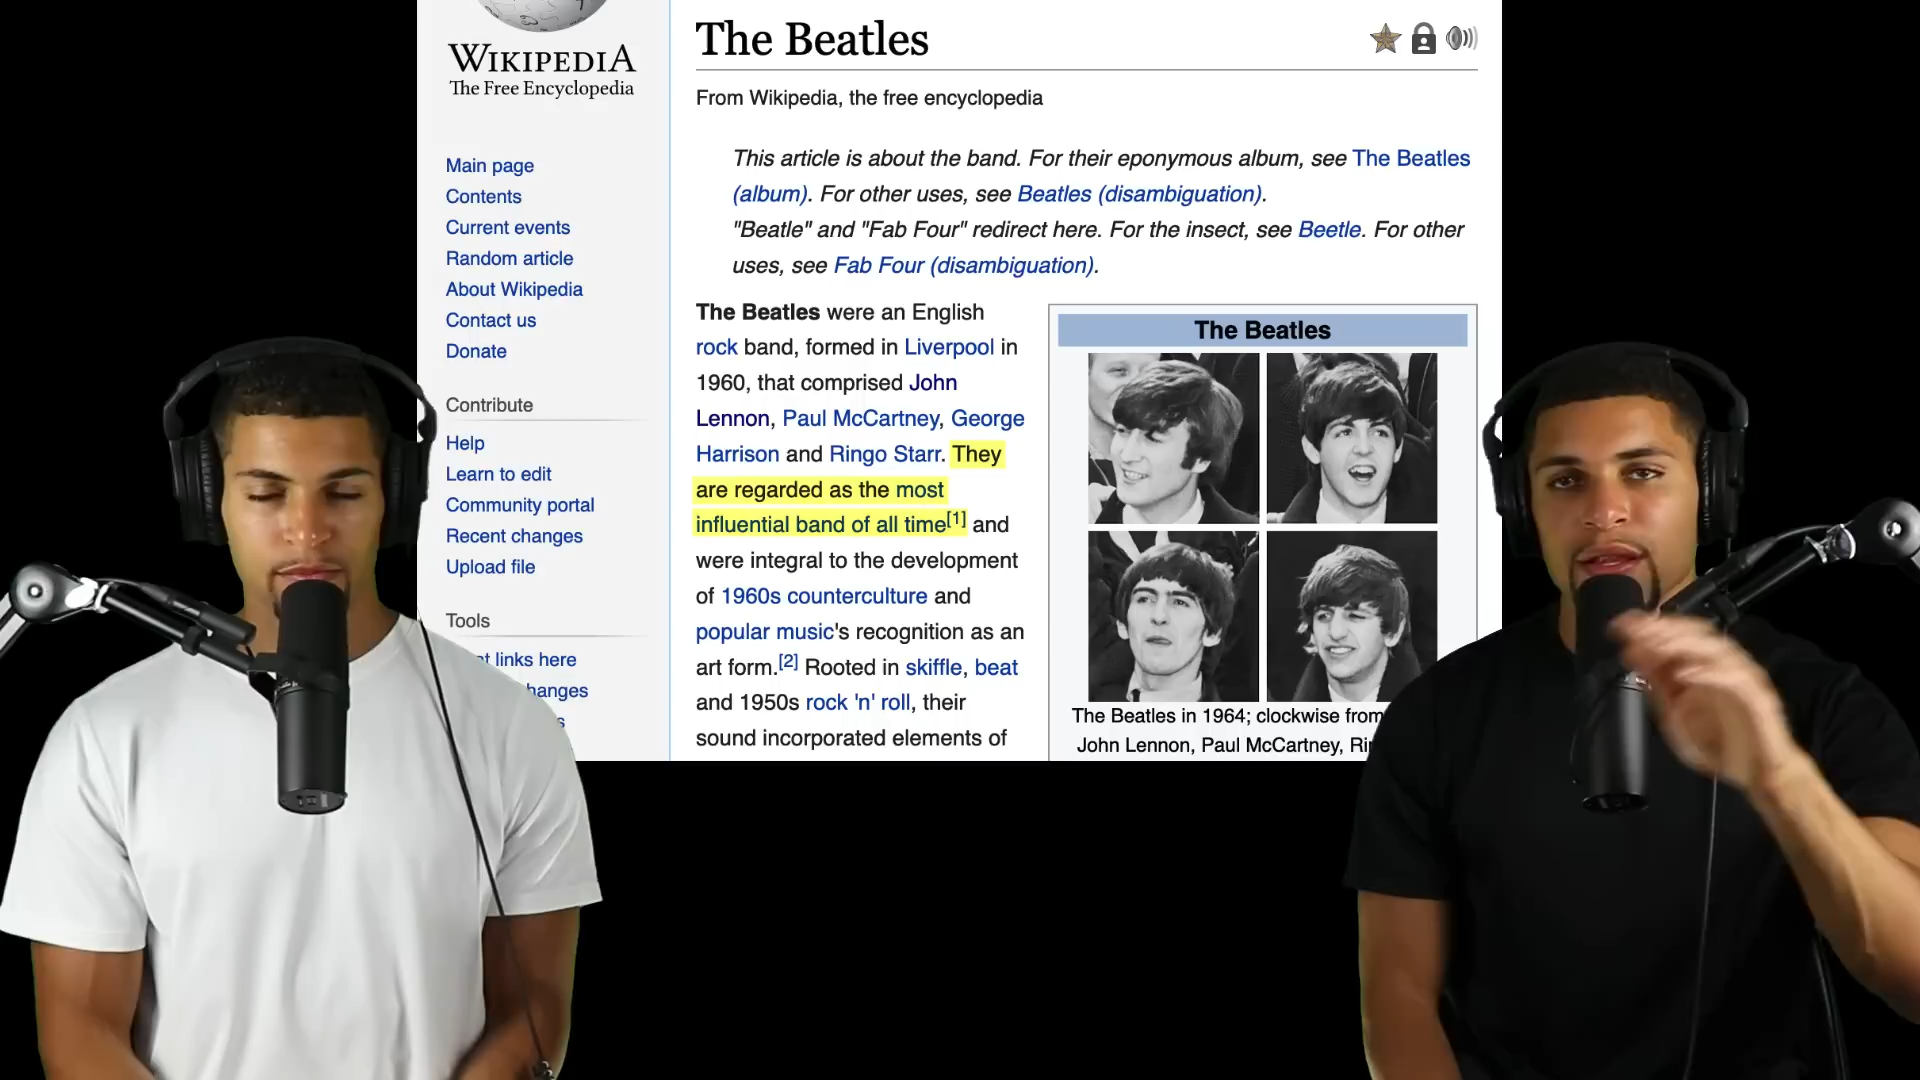 WIKIPEDIA
The Free Encyclopedia
Main page
Contents
Current events
Random article
About Wikipedia
Contact us
Donate
Contribute
Help
Learn to edit
Community portal
Recent changes
Upload file
Tools
links here
The Beatles
From Wikipedia, the free encyclopedia
This article is about the band. For their eponymous album, see The Beatles
(album). For other uses, see Beatles (disambiguation).
"Beatle" and "Fab Four" redirect here. For the insect, see Beetle. For other
uses, see Fab Four (disambiguation).
The Beatles were an English
rock band, formed in Liverpool in
1960, that comprised John
Lennon, Paul McCartney, George
Harrison and Ringo Starr. They
are regarded as the most
influential band of all time[1] and
were integral to the development
of 1960s counterculture and
popular music's recognition as an
art form.[2] Rooted in skiffle, beat
and 1950s rock 'n' roll, their
sound incorporated elements of
The Beatles
The Beatles in 1964; clockwise from
John Lennon, Paul McCartney,